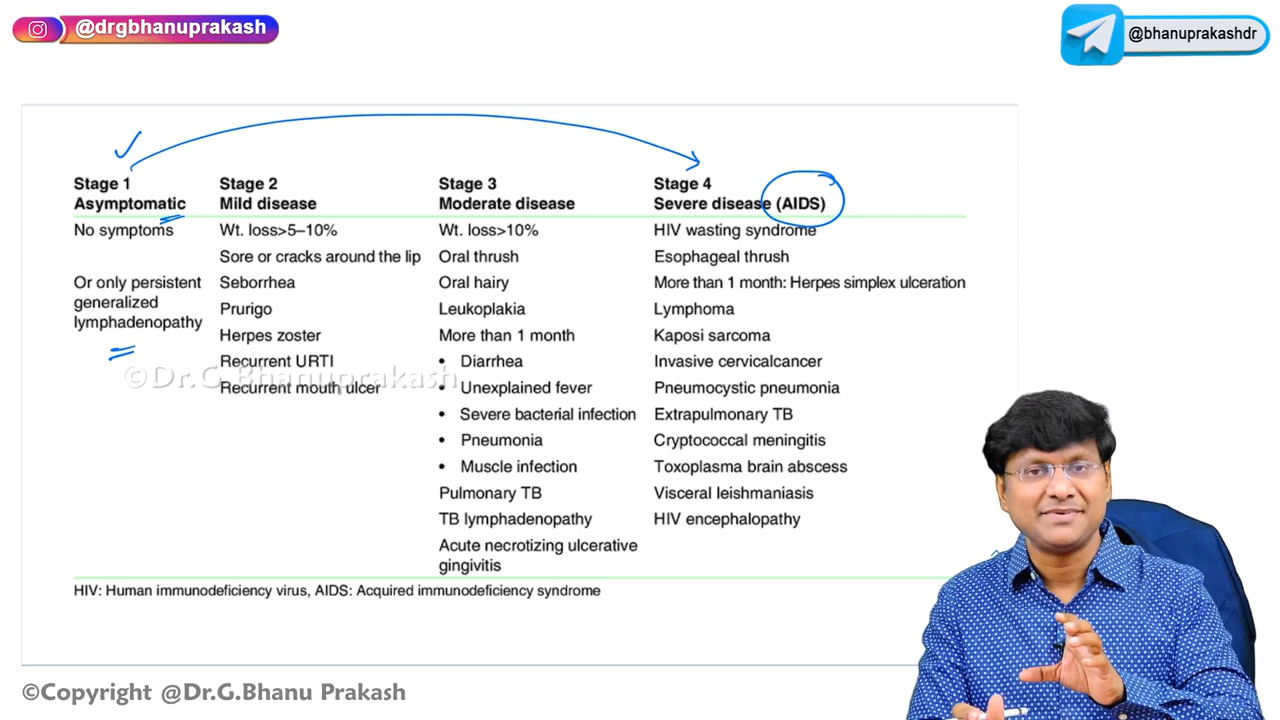 @drgbhanuprakash
@bhanuprakashdr
Stage 1
Asymptomatic
No symptoms
Or only persistent
generalized
lymphadenopathy
Stage 2
Mild disease
Wt. loss>5–10%
Sore or cracks around the lip
Seborrhea
Prurigo
Herpes zoster
Recurrent URTI
Recurrent mouth ulcer
Stage 3
Moderate disease
Wt. loss>10%
Oral thrush
Oral hairy
Leukoplakia
More than 1 month
• Diarrhea
• Unexplained fever
• Severe bacterial infection
• Pneumonia
• Muscle infection
Pulmonary TB
TB lymphadenopathy
Acute necrotizing ulcerative
gingivitis
Stage 4
Severe disease (AIDS)
HIV wasting syndrome
Esophageal thrush
More than 1 month: Herpes simplex ulceration
Lymphoma
Kaposi sarcoma
Invasive cervicalcancer
Pneumocystic pneumonia
Extrapulmonary TB
Cryptococcal meningitis
Toxoplasma brain abscess
Visceral leishmaniasis
HIV encephalopathy
©Dr.G.Bhanuprakash
HIV: Human immunodeficiency virus, AIDS: Acquired immunodeficiency syndrome
©Copyright @Dr.G.Bhanu Prakash